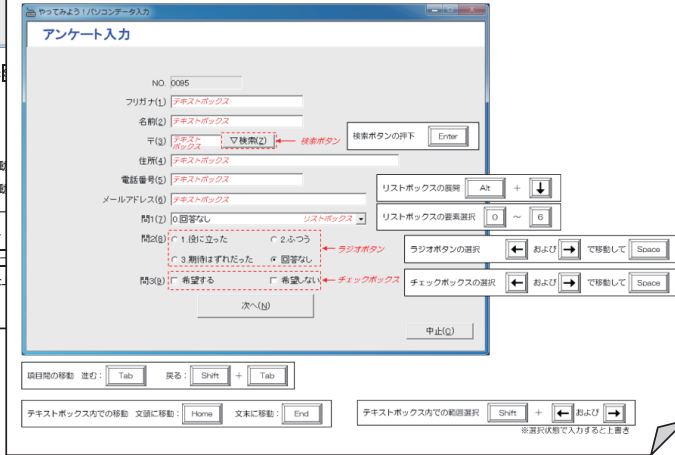 やってみよう!パソコンデータ入力
アンケート入力
NO. 0095
フリガナ(1) テキストボックス
名前(2) テキストボックス
〒(3) テキストボックス ▽検索(Z) 検索ボタン
検索ボタンの押下 Enter
住所(4)
電話番号(5) テキストボックス
リストボックスの展開 Alt + ↓
メールアドレス(6) テキストボックス
問1(7) 0.回答なし リストボックス
リストボックスの要素選択 0 ~ 6
問2(8) 1.役に立った 2.ふつう
3.期待はずれだった 回答なし
ラジオボタン
ラジオボタンの選択 ← および → で移動して Space
問3(9) 希望する 希望しない チェックボックス
チェックボックスの選択 ← および → で移動して Space
次へ(N)
中止(C)
項目間の移動 進む: Tab 戻る: Shift + Tab
テキストボックス内での移動 文頭に移動: Home 文末に移動: End
テキストボックス内での範囲選択 Shift + ← および →
※選択状態で入力すると上書き